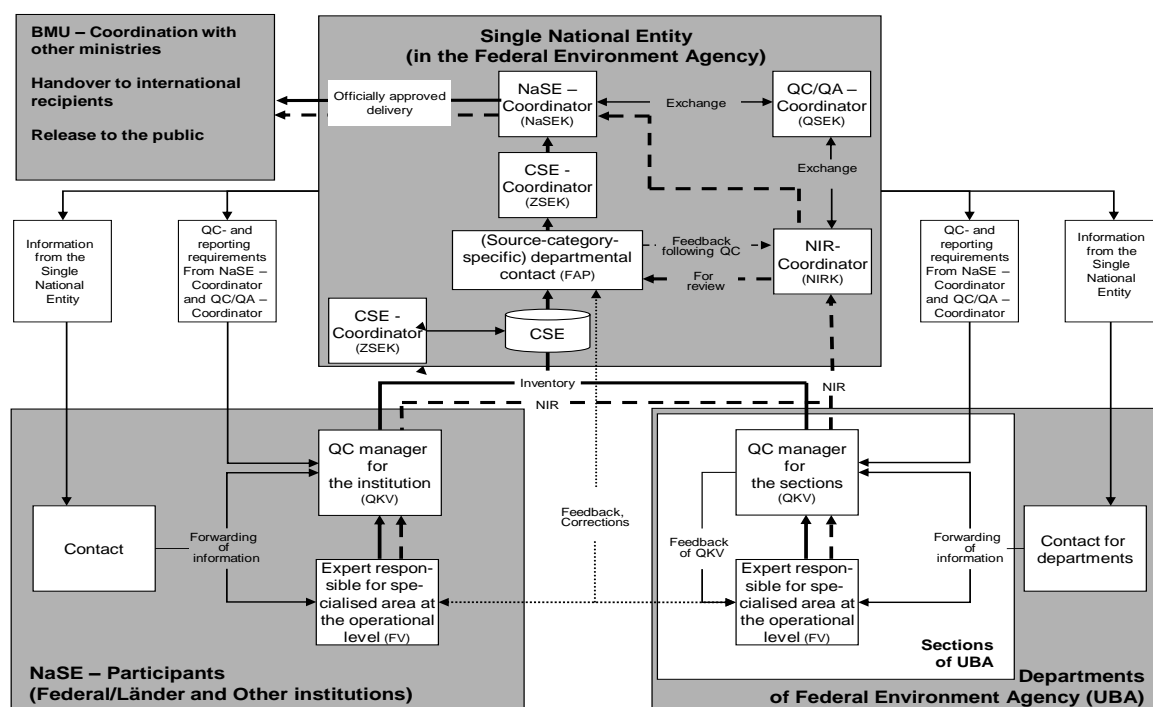 BMU – Coordination with
other ministries
Handover to international
recipients
Release to the public
Single National Entity
(in the Federal Environment Agency)
Officially approved
delivery
NaSE –
Coordinator
(NaSEK)
Exchange
QC/QA –
Coordinator
(QSEK)
CSE -
Coordinator
(ZSEK)
Exchange
(Source-category-
specific) departmental
contact (FAP)
Feedback
following QC
For
review
NIR-
Coordinator
(NIRK)
CSE -
Coordinator
(ZSEK)
CSE
Information
from the
Single
National
Entity
QC- and
reporting
requirements
From NaSE –
Coordinator
and QC/QA –
Coordinator
QC- and
reporting
requirements
From NaSE –
Coordinator
and QC/QA –
Coordinator
Information
from the
Single
National
Entity
Inventory
NIR
NIR
QC manager
for
the institution
(QKV)
QC manager
for
the sections
(QKV)
Contact
Forwarding
of
information
Feedback,
Corrections
Feedback
of QKV
Forwarding
of
information
Contact for
departments
Expert respon-
sible for spe-
cialised area at
the operational
level (FV)
Expert respon-
sible for spe-
cialised area at
the operational
level (FV)
Sections
of UBA
NaSE – Participants
(Federal/Länder and Other institutions)
Departments
of Federal Environment Agency (UBA)